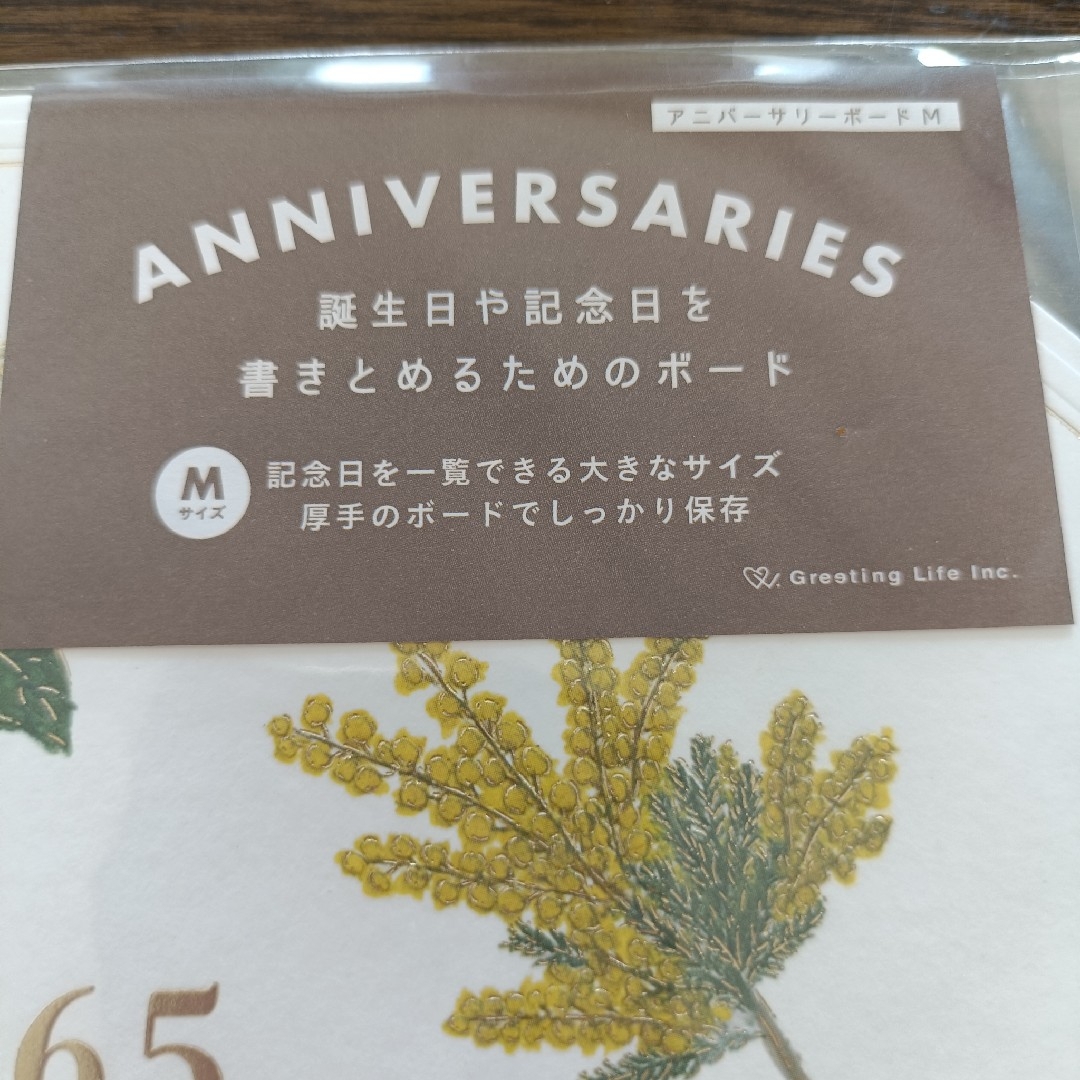 アニバーサリーボード M
ANNIVERSARIES
誕生日や記念日を
書きとめるためのボード
M
サイズ
記念日を一覧できる大きなサイズ
厚手のボードでしっかり保存
Greeting Life Inc.
65